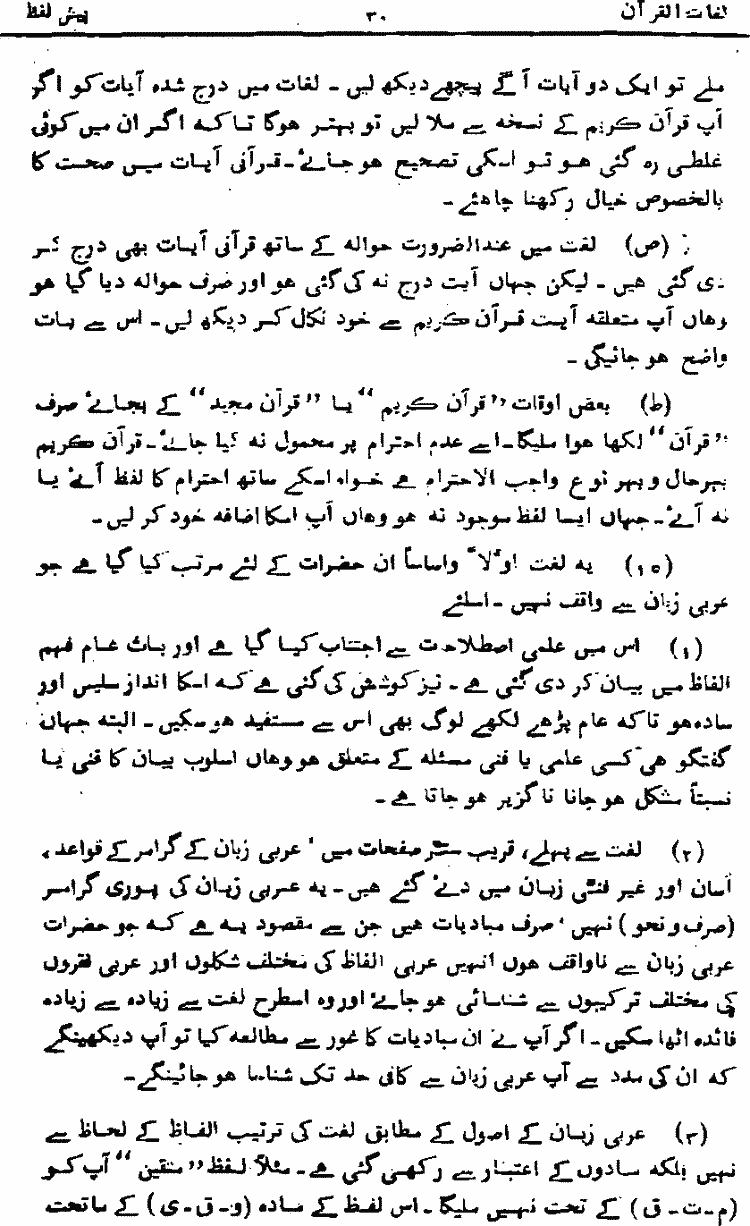 لغات القرآن ۳۰ پیش لفظ
ملے تو ایک دو آیات آگے پیچھے دیکھ لیں ۔ لغات میں درج شدہ آیات کو اگر
آپ قرآن کریم کے نسخہ سے ملا لیں تو بہتر ہوگا تاکہ اگر ان میں کوئی
غلطی رہ گئی ہو تو اسکی تصحیح ہو جائے ۔ قرآنی آیات میں صحت کا
بالخصوص خیال رکھنا چاھئے ۔
(ص) لغت میں عندالضرورت حوالہ کے ساتھ قرآنی آیات بھی درج کر
دی گئی ہیں ۔ لیکن جہاں آیت درج نہ کی گئی ہو اور صرف حوالہ دیا گیا ہو
وہاں آپ متعلقہ آیت قرآن کریم سے خود نکال کر دیکھ لیں ۔ اس سے بات
واضح ہو جائیگی ۔
(ط) بعض اوقات ”قرآن کریم“ یا ”قرآن مجید“ کے بجائے صرف
”قرآن“ لکھا ہوا ملیگا ۔ اسے عدم احترام پر محمول نہ کیا جائے ۔ قرآن کریم
بہرحال و بہر نوع واجب الاحترام ہے خواہ اسکے ساتھ احترام کا لفظ آئے یا
نہ آئے ۔ جہاں ایسا لفظ موجود نہ ہو وہاں آپ اسکا اضافہ خود کر لیں ۔
(۱۵) یہ لغت اوّلاً واساساً ان حضرات کے لئے مرتب کیا گیا ہے جو
عربی زبان سے واقف نہیں ۔ اسلئے
(۱) اس میں علمی اصطلاحات سے اجتناب کیا گیا ہے اور بات عام فہم
الفاظ میں بیان کر دی گئی ہے ۔ نیز کوشش کی گئی ہے کہ اسکا انداز سلیس اور
سادہ ہو تاکہ عام پڑھے لکھے لوگ بھی اس سے مستفید ہو سکیں ۔ البتہ جہاں
گفتگو ہی کسی علمی یا فنی مسئلہ کے متعلق ہو وہاں اسلوب بیان کا فنی یا
نسبتاً مشکل ہو جانا ناگزیر ہو جاتا ہے ۔
(۲) لغت سے پہلے، قریب ستّر صفحات میں ، عربی زبان کے گرامر کے قواعد ،
آسان اور غیر فنّی زبان میں دئے گئے ہیں ۔ یہ عربی زبان کی پوری گرامر
(صرف و نحو) نہیں ، صرف مبادیات ہیں جن سے مقصود یہ ہے کہ جو حضرات
عربی زبان سے ناواقف ہوں انہیں عربی الفاظ کی مختلف شکلوں اور عربی فقروں
کی مختلف ترکیبوں سے شناسائی ہو جائے اور وہ اسطرح لغت سے زیادہ سے زیادہ
فائدہ اٹھا سکیں ۔ اگر آپ نے ان مبادیات کا غور سے مطالعہ کیا تو آپ دیکھینگے
کہ ان کی مدد سے آپ عربی زبان سے کافی حد تک شناسا ہو جائینگے ۔
(۳) عربی زبان کے اصول کے مطابق لغت کی ترتیب الفاظ کے لحاظ سے
نہیں بلکہ مادوں کے اعتبار سے رکھی گئی ہے ۔ مثلاً لفظ ”متقین“ آپ کو
(م ۔ ت ۔ ق) کے تحت نہیں ملیگا ۔ اس لفظ کے مادہ (و ۔ ق ۔ ی) کے ماتحت